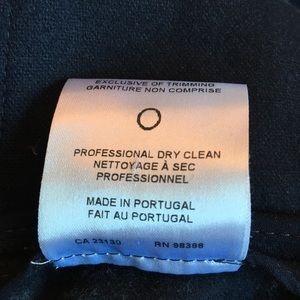 EXCLUSIVE OF TRIMMING
GARNITURE NON COMPRISE
PROFESSIONAL DRY CLEAN
NETTOYAGE À SEC
PROFESSIONNEL
MADE IN PORTUGAL
FAIT AU PORTUGAL
CA 23130 RN 98398